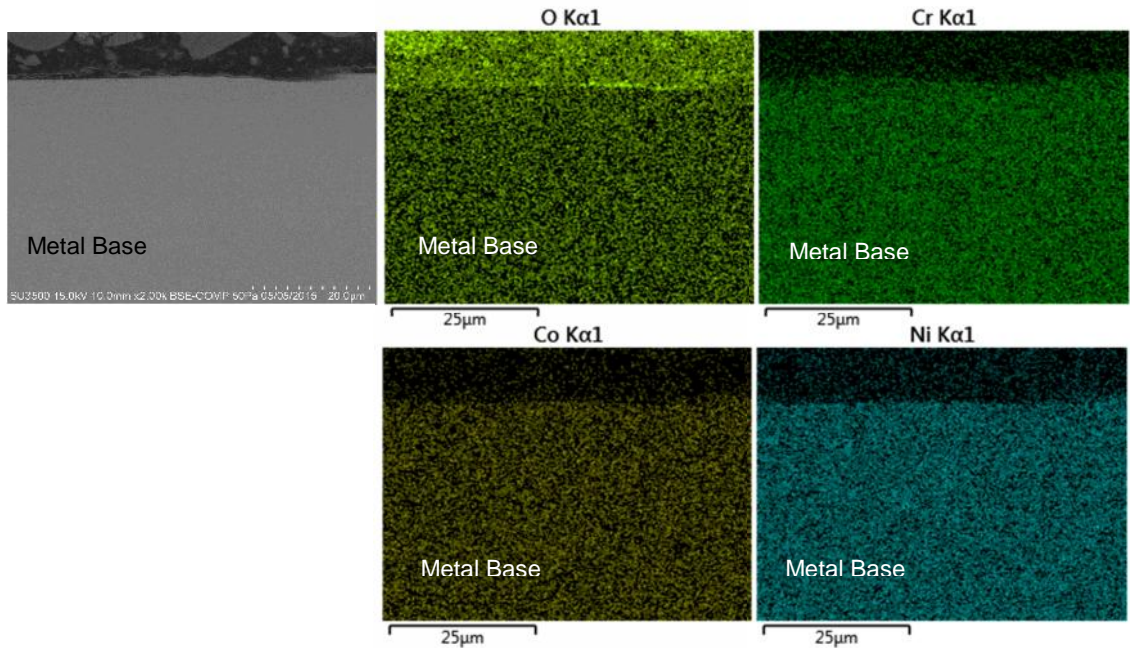 O Kα1
Cr Kα1
Metal Base
Metal Base
Metal Base
SU3500 15.0kV 10.0mm x2.00k BSE-COMP 50Pa 05/05/2015 20.0µm
25µm
25µm
Co Kα1
Ni Kα1
Metal Base
Metal Base
25µm
25µm